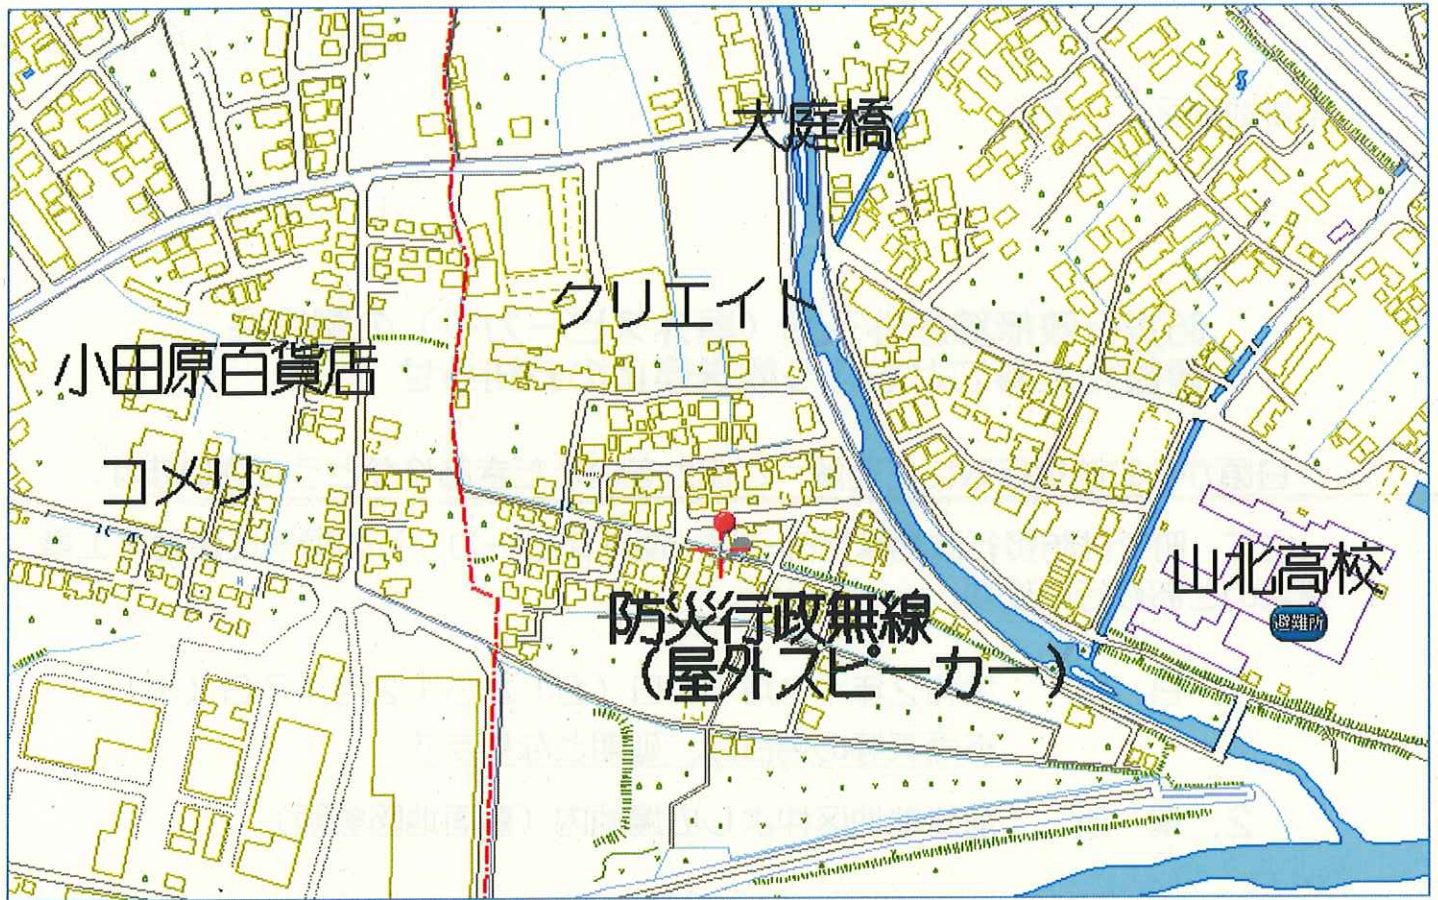 大庭橋
クリエイト
小田原百貨店
コメリ
山北高校
避難所
防災行政無線
（屋外スピーカー）